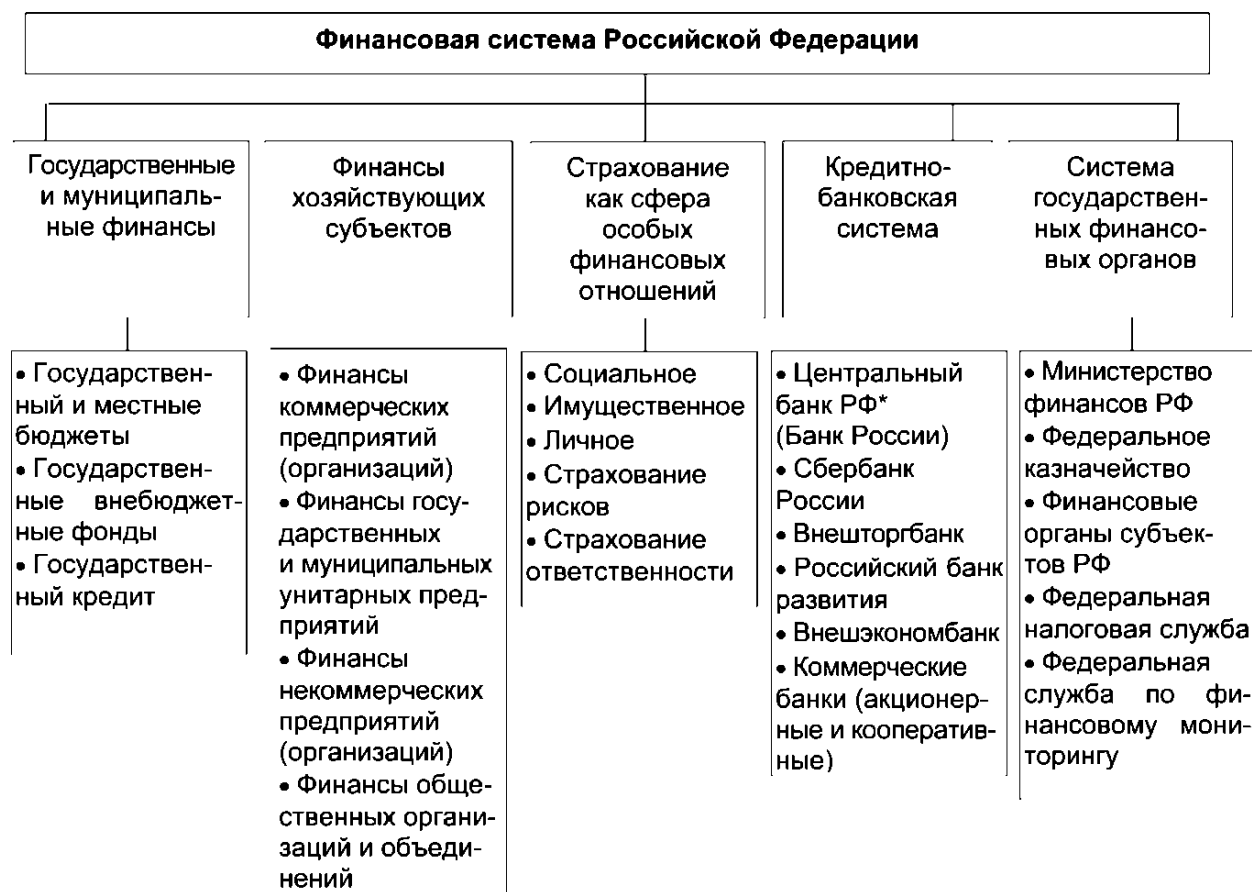 Финансовая система Российской Федерации
Государственные
и муниципаль-
ные финансы
Финансы
хозяйствующих
субъектов
Страхование
как сфера
особых
финансовых
отношений
Кредитно-
банковская
система
Система
государствен-
ных финансо-
вых органов
• Государствен-
ный и местные
бюджеты
• Государствен-
ные внебюджет-
ные фонды
• Государствен-
ный кредит
• Финансы
коммерческих
предприятий
(организаций)
• Финансы госу-
дарственных
и муниципальных
унитарных пред-
приятий
• Финансы
некоммерческих
предприятий
(организаций)
• Финансы обще-
ственных органи-
заций и объеди-
нений
• Социальное
• Имущественное
• Личное
• Страхование
рисков
• Страхование
ответственности
• Центральный
банк РФ*
(Банк России)
• Сбербанк
России
• Внешторгбанк
• Российский банк
развития
• Внешэкономбанк
• Коммерческие
банки (акционер-
ные и кооператив-
ные)
• Министерство
финансов РФ
• Федеральное
казначейство
• Финансовые
органы субъек-
тов РФ
• Федеральная
налоговая служба
• Федеральная
служба по фи-
нансовому мони-
торингу